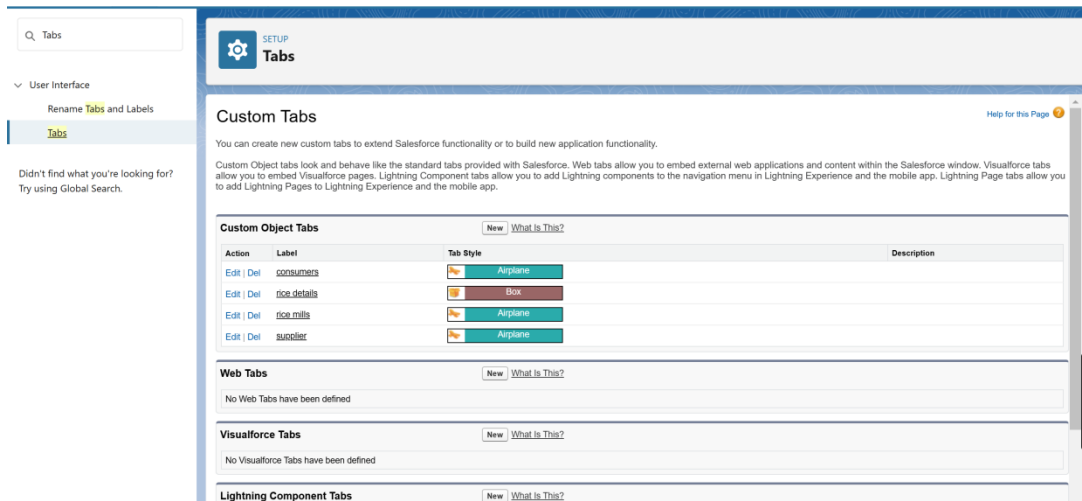 Tabs
User Interface
Rename Tabs and Labels
Tabs
Didn't find what you're looking for?
Try using Global Search.
SETUP
Tabs
Custom Tabs
Help for this Page
You can create new custom tabs to extend Salesforce functionality or to build new application functionality.
Custom Object tabs look and behave like the standard tabs provided with Salesforce. Web tabs allow you to embed external web applications and content within the Salesforce window. Visualforce tabs
allow you to embed Visualforce pages. Lightning Component tabs allow you to add Lightning components to the navigation menu in Lightning Experience and the mobile app. Lightning Page tabs allow you
to add Lightning Pages to Lightning Experience and the mobile app.
Custom Object Tabs New What Is This?
Action Label Tab Style Description
Edit | Del consumers Airplane
Edit | Del rice details Box
Edit | Del rice mills Airplane
Edit | Del supplier Airplane
Web Tabs New What Is This?
No Web Tabs have been defined
Visualforce Tabs New What Is This?
No Visualforce Tabs have been defined
Lightning Component Tabs New What Is This?